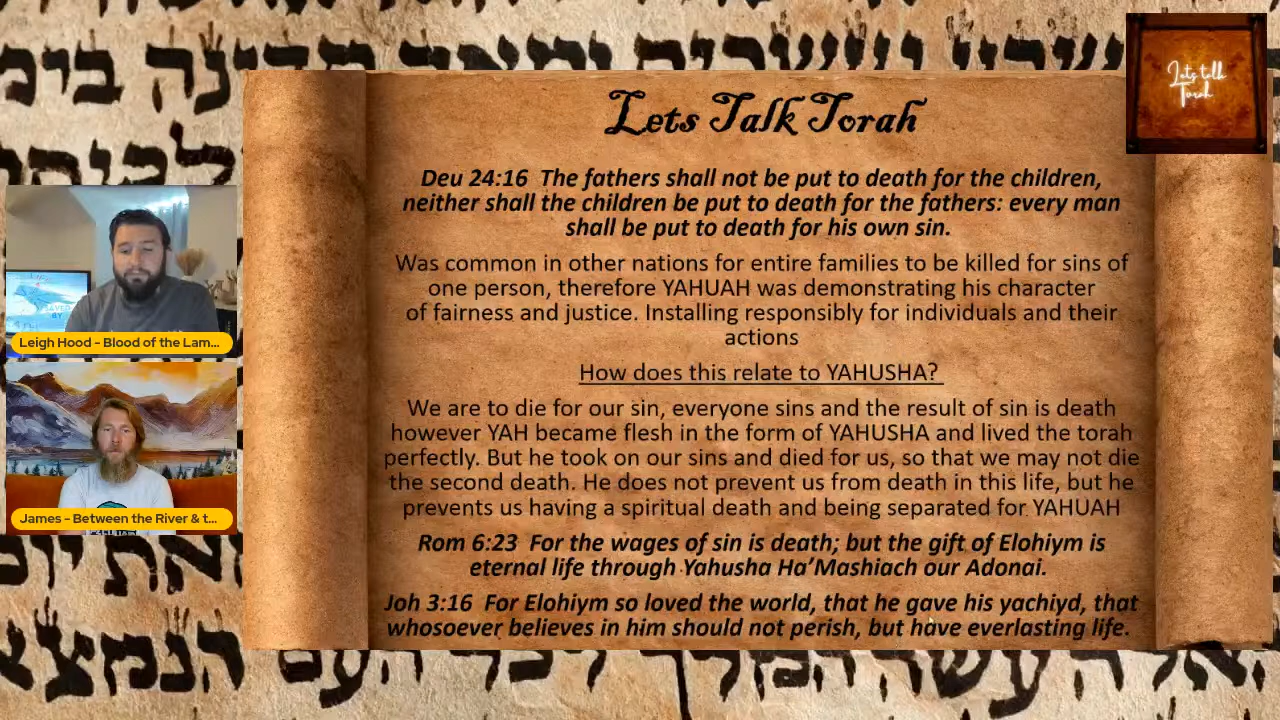 Lets Talk Torah
Lets talk
Torah
Deu 24:16 The fathers shall not be put to death for the children,
neither shall the children be put to death for the fathers: every man
shall be put to death for his own sin.
Was common in other nations for entire families to be killed for sins of
one person, therefore YAHUAH was demonstrating his character
of fairness and justice. Installing responsibly for individuals and their
actions
How does this relate to YAHUSHA?
We are to die for our sin, everyone sins and the result of sin is death
however YAH became flesh in the form of YAHUSHA and lived the torah
perfectly. But he took on our sins and died for us, so that we may not die
the second death. He does not prevent us from death in this life, but he
prevents us having a spiritual death and being separated for YAHUAH
Rom 6:23 For the wages of sin is death; but the gift of Elohiym is
eternal life through Yahusha Ha’Mashiach our Adonai.
Joh 3:16 For Elohiym so loved the world, that he gave his yachiyd, that
whosoever believes in him should not perish, but have everlasting life.
Leigh Hood - Blood of the Lam...
James - Between the River & t...